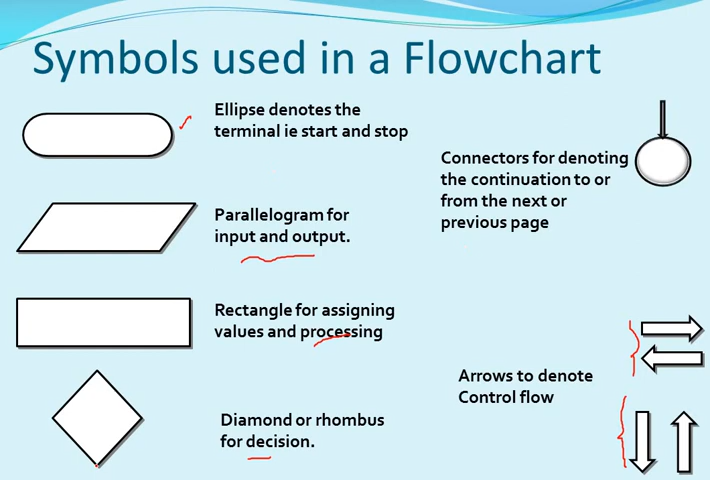 Symbols used in a Flowchart
Ellipse denotes the
terminal ie start and stop
Parallelogram for
input and output.
Rectangle for assigning
values and processing
Diamond or rhombus
for decision.
Connectors for denoting
the continuation to or
from the next or
previous page
Arrows to denote
Control flow